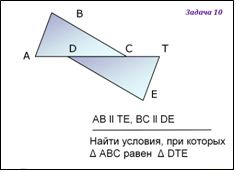 Задача 10
B
A
D
C
T
E
AB II TE, BC II DE
Найти условия, при которых
Δ ABC равен Δ DTE